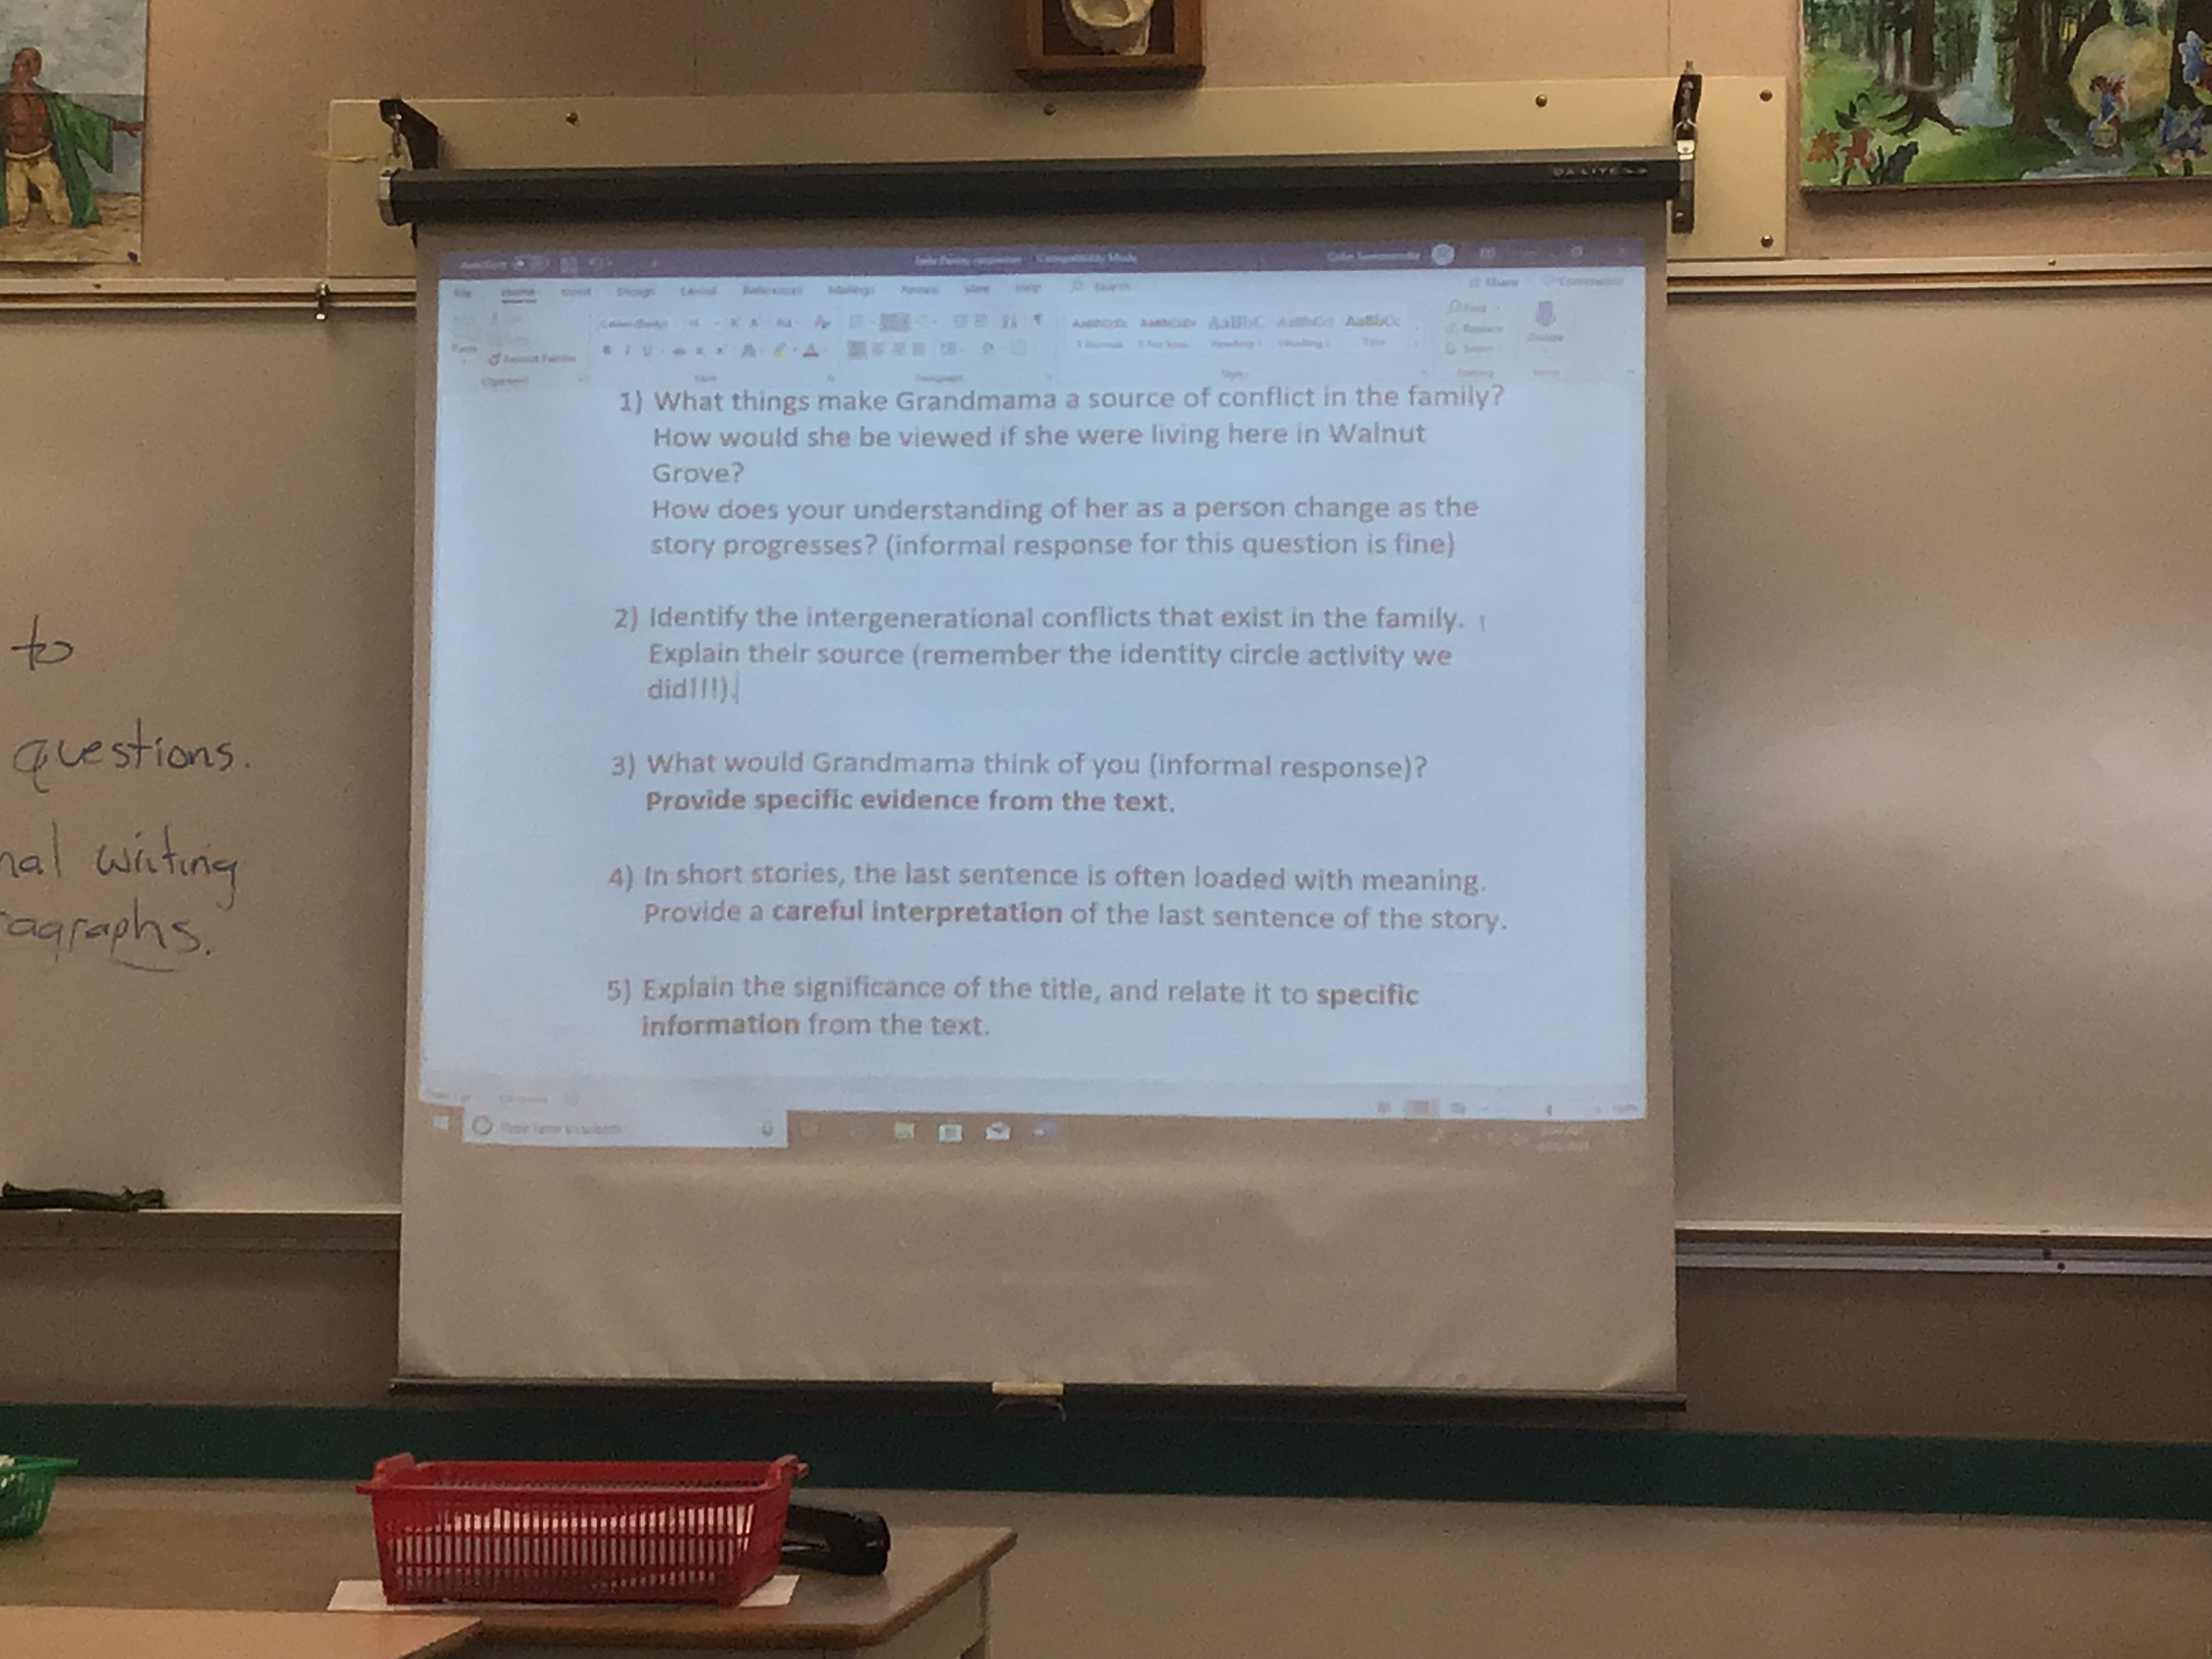 DA-LITE
File Home Insert Design Layout References Mailings Review View Help Search
Share Comments
AaBbCcDc AaBbCcDc AaBbC AaBbCcI AaBbCc
Format Painter
Replace
1) What things make Grandmama a source of conflict in the family?
How would she be viewed if she were living here in Walnut
Grove?
How does your understanding of her as a person change as the
story progresses? (informal response for this question is fine)
2) Identify the intergenerational conflicts that exist in the family.
Explain their source (remember the identity circle activity we
did!!!).
3) What would Grandmama think of you (informal response)?
Provide specific evidence from the text.
4) In short stories, the last sentence is often loaded with meaning.
Provide a careful interpretation of the last sentence of the story.
5) Explain the significance of the title, and relate it to specific
information from the text.
Type here to search
to
questions.
writing